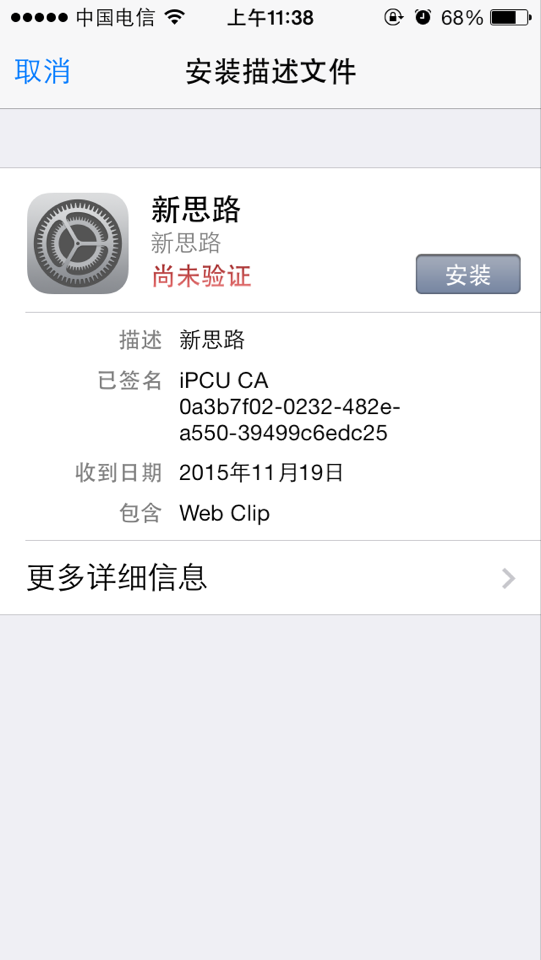 中国电信 上午11:38 68%
取消 安装描述文件
新思路
新思路
尚未验证
安装
描述 新思路
已签名 iPCU CA
0a3b7f02-0232-482e-
a550-39499c6edc25
收到日期 2015年11月19日
包含 Web Clip
更多详细信息